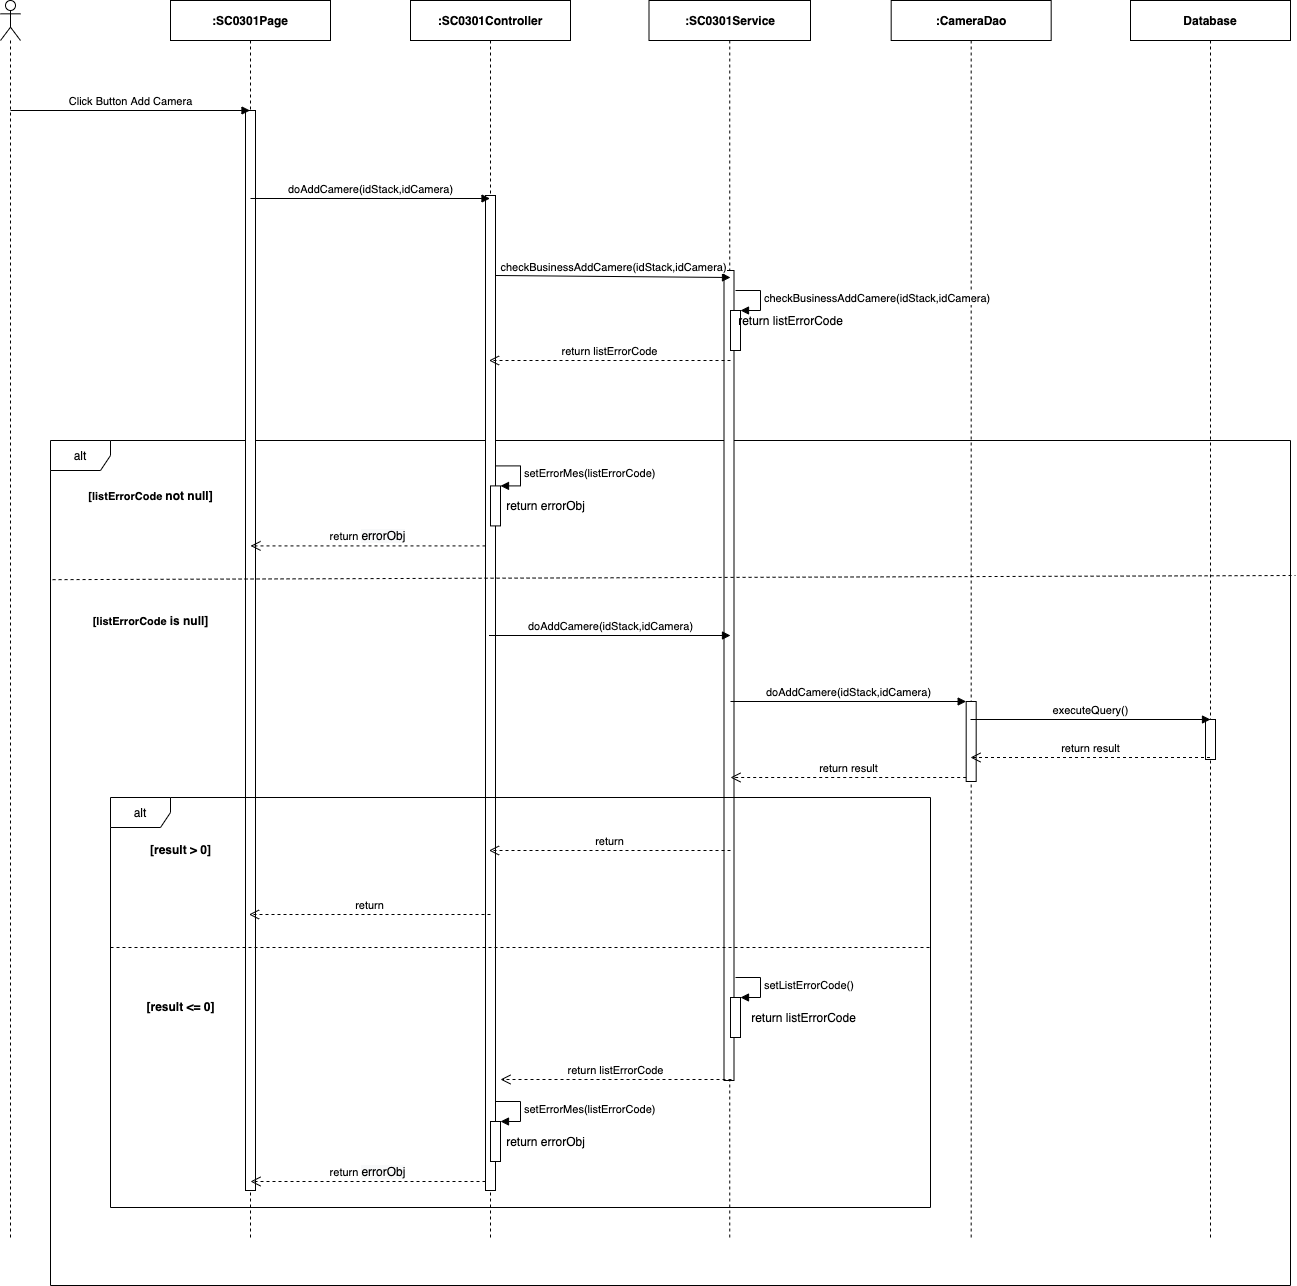 :SC0301Page
:SC0301Controller
:SC0301Service
:CameraDao
Database
Click Button Add Camera
doAddCamere(idStack,idCamera)
checkBusinessAddCamere(idStack,idCamera)
checkBusinessAddCamere(idStack,idCamera)
return listErrorCode
return listErrorCode
alt
setErrorMes(listErrorCode)
[listErrorCode not null]
return errorObj
return errorObj
[listErrorCode is null]
doAddCamere(idStack,idCamera)
doAddCamere(idStack,idCamera)
executeQuery()
return result
return result
alt
return
[result > 0]
return
setListErrorCode()
[result <= 0]
return listErrorCode
return listErrorCode
setErrorMes(listErrorCode)
return errorObj
return errorObj